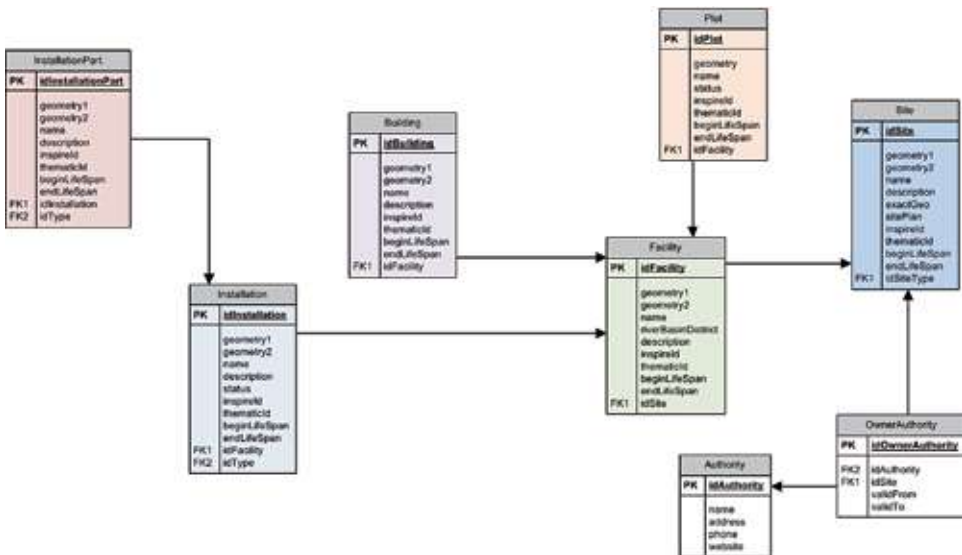 InstallationPart
PK idInstallationPart
geometry1
geometry2
name
description
inspireId
thematicId
beginLifeSpan
endLifeSpan
FK1 idInstallation
FK2 idType
Building
PK idBuilding
geometry1
geometry2
name
description
inspireId
thematicId
beginLifeSpan
endLifeSpan
FK1 idFacility
Plot
PK idPlot
geometry
name
status
inspireId
thematicId
beginLifeSpan
endLifeSpan
FK1 idFacility
Site
PK idSite
geometry1
geometry2
name
description
exactGeo
sitePlan
inspireId
thematicId
beginLifeSpan
endLifeSpan
FK1 idSiteType
Installation
PK idInstallation
geometry1
geometry2
name
description
status
inspireId
thematicId
beginLifeSpan
endLifeSpan
FK1 idFacility
FK2 idType
Facility
PK idFacility
geometry1
geometry2
name
riverBasinDistrict
description
inspireId
thematicId
beginLifeSpan
endLifeSpan
FK1 idSite
Authority
PK idAuthority
name
address
phone
website
OwnerAuthority
PK idOwnerAuthority
FK2 idAuthority
FK1 idSite
validFrom
validTo